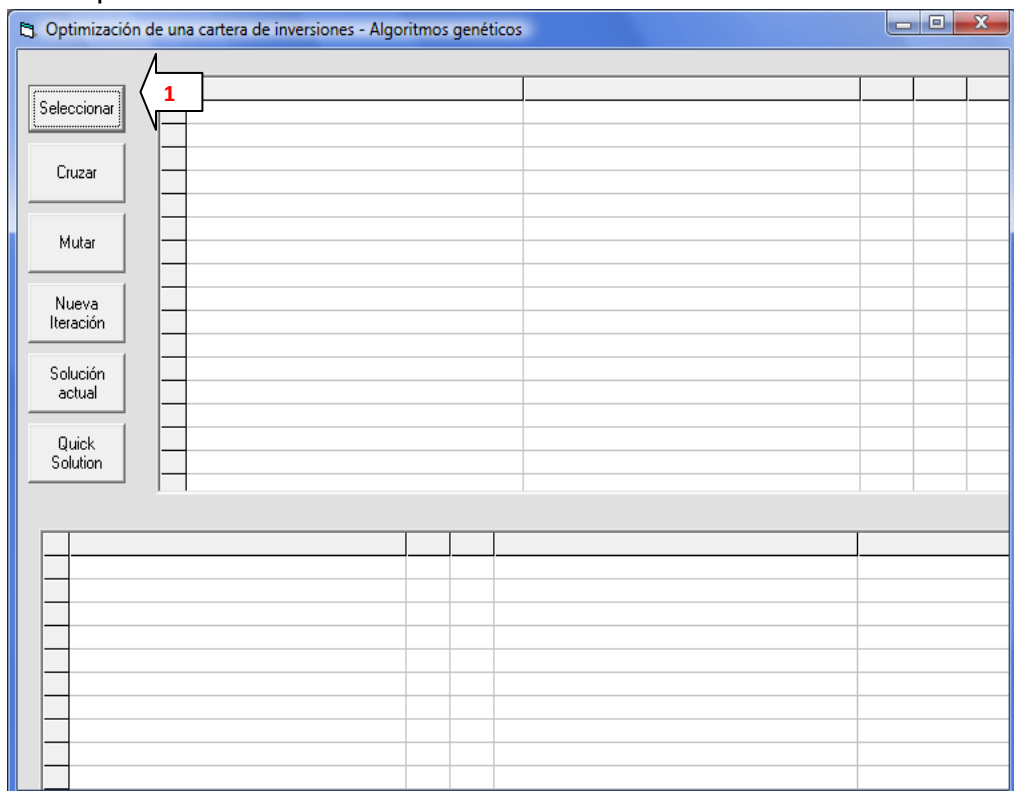 Optimización de una cartera de inversiones - Algoritmos genéticos
1
Seleccionar
Cruzar
Mutar
Nueva
Iteración
Solución
actual
Quick
Solution